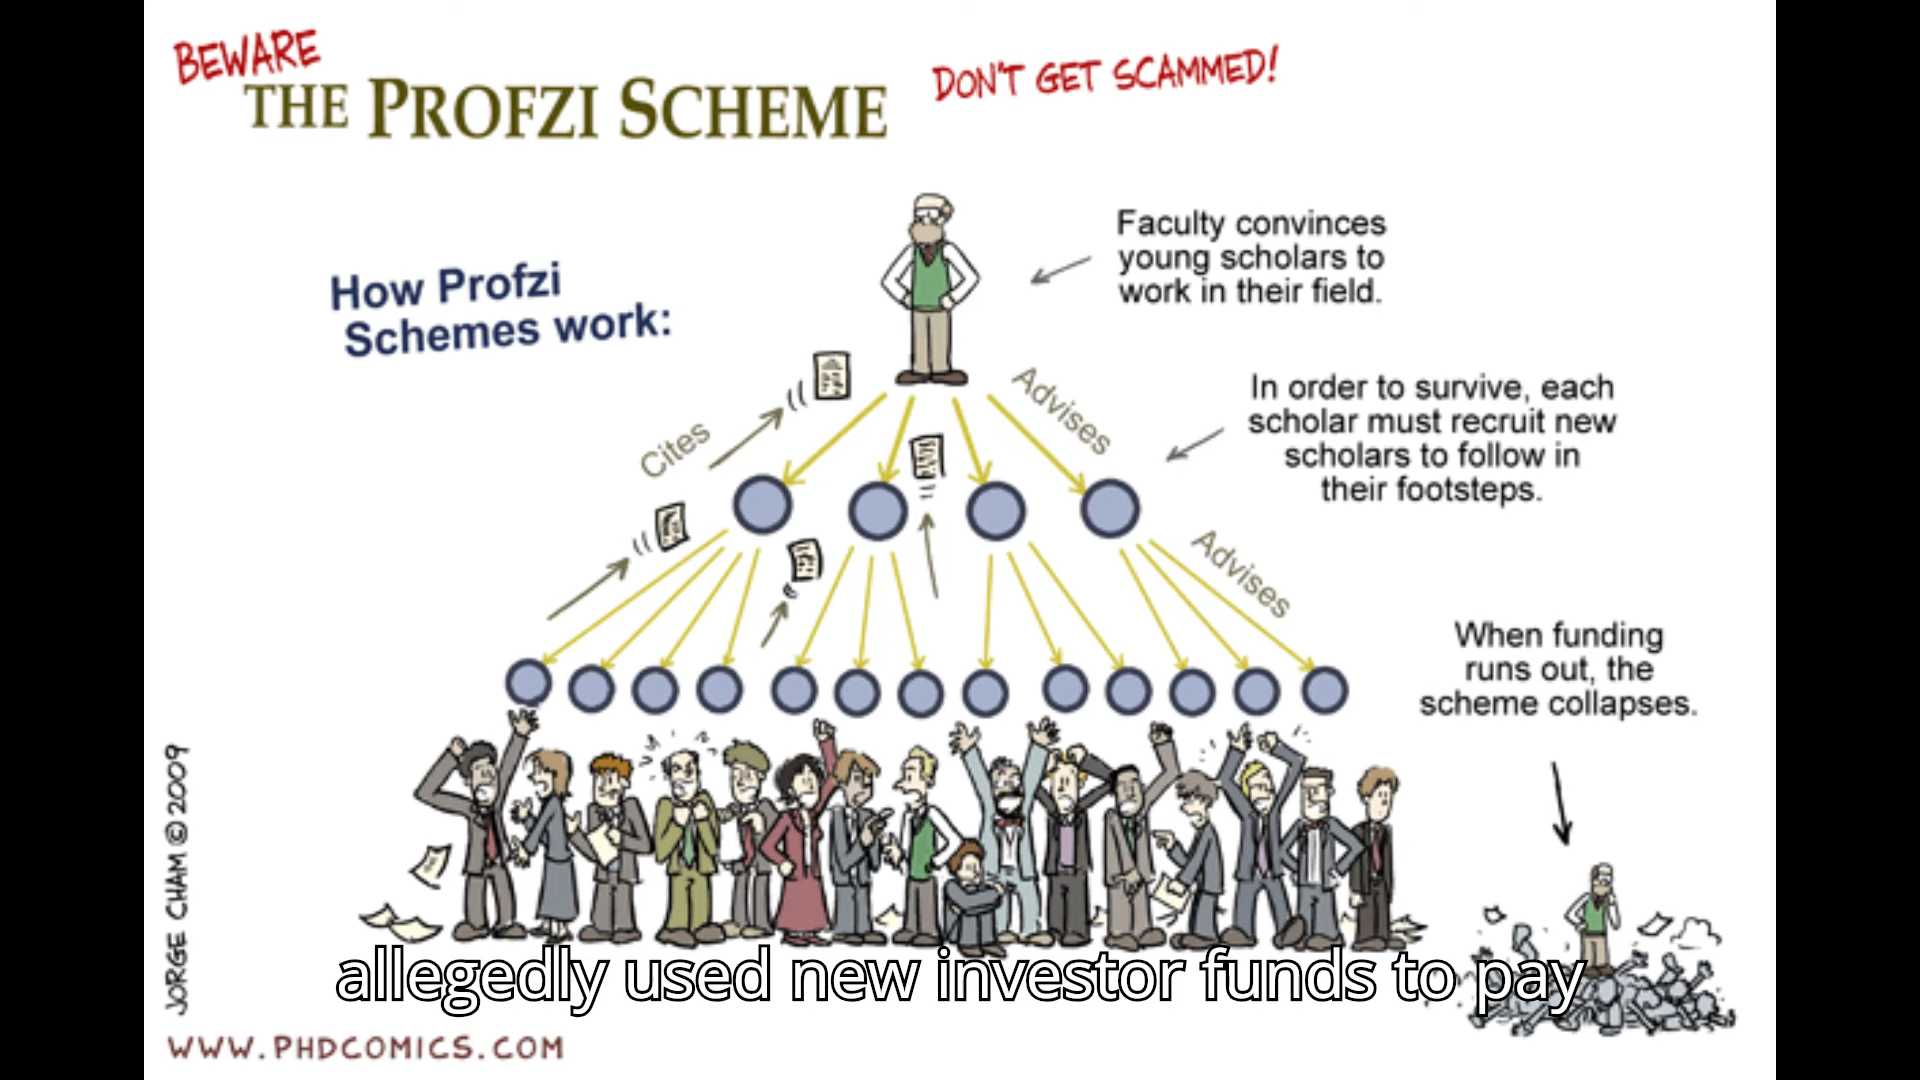 BEWARE
THE PROFZI SCHEME
DON'T GET SCAMMED!
How Profzi
Schemes work:
Faculty convinces
young scholars to
work in their field.
Cites
Advises
In order to survive, each
scholar must recruit new
scholars to follow in
their footsteps.
Advises
When funding
runs out, the
scheme collapses.
JORGE CHAM © 2009
allegedly used new investor funds to pay
WWW.PHDCOMICS.COM